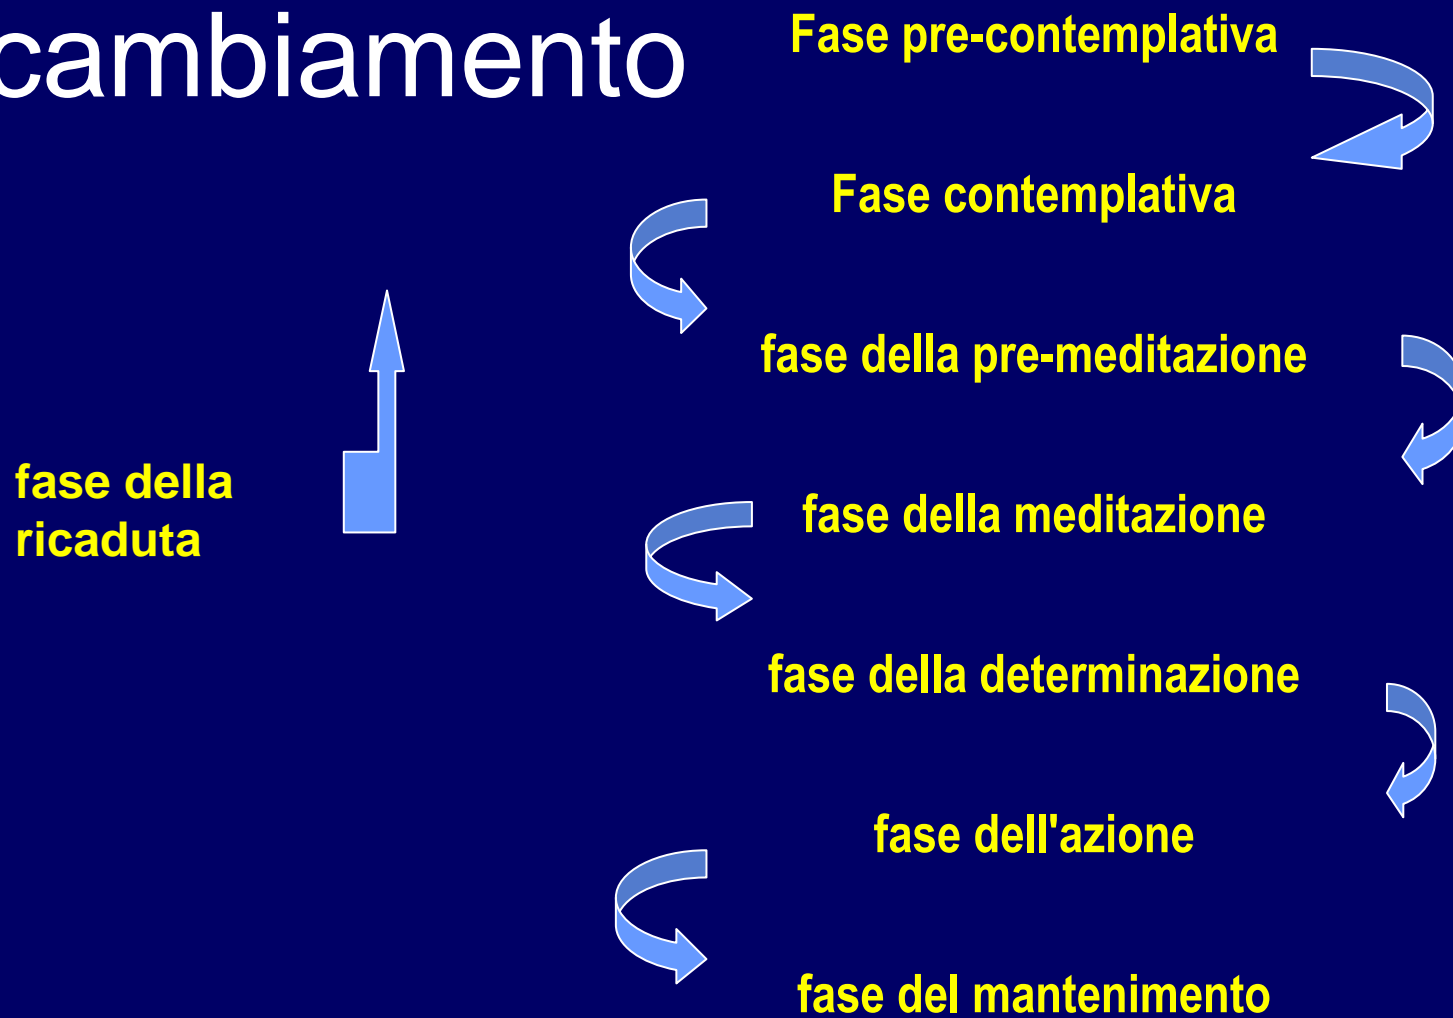 cambiamento
Fase pre-contemplativa
Fase contemplativa
fase della pre-meditazione
fase della meditazione
fase della determinazione
fase dell'azione
fase del mantenimento
fase della
ricaduta